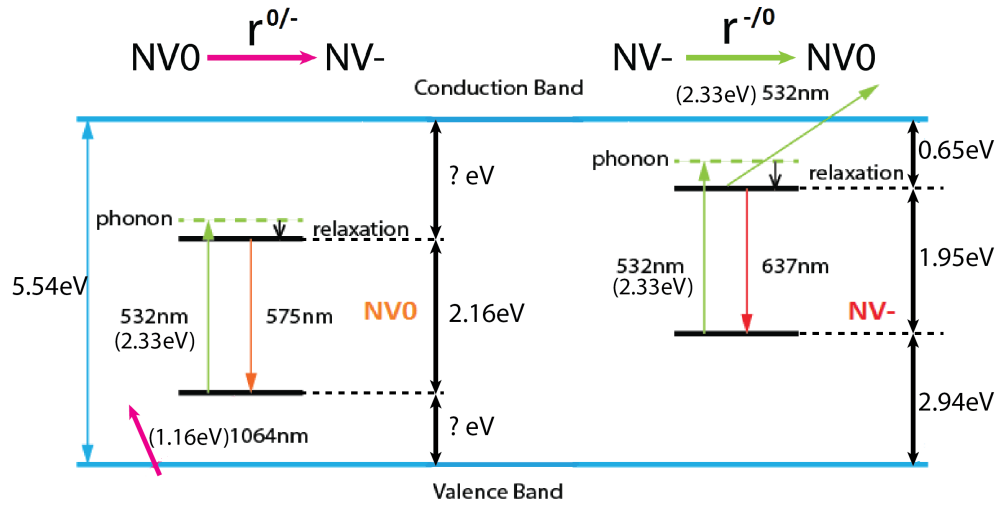 r^0/-
NV0 NV-
r^-/0
NV- NV0
Conduction Band
(2.33eV) 532nm
? eV
0.65eV
phonon
relaxation
phonon
relaxation
5.54eV
532nm
(2.33eV)
575nm
NV0
2.16eV
532nm
(2.33eV)
637nm
NV-
1.95eV
(1.16eV)1064nm
? eV
2.94eV
Valence Band